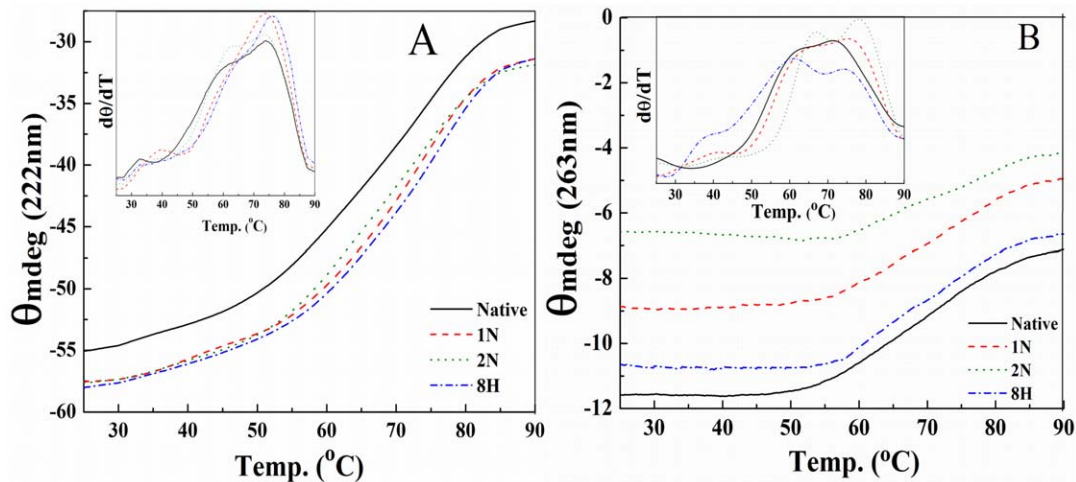 A
-30
-35
-40
-45
-50
-55
-60
θmdeg (222nm)
30 40 50 60 70 80 90
Temp. (°C)
dθ/dT
30 40 50 60 70 80 90
Temp. (°C)
Native
1N
2N
8H
B
0
-2
-4
-6
-8
-10
-12
θmdeg (263nm)
30 40 50 60 70 80 90
Temp. (°C)
dθ/dT
30 40 50 60 70 80 90
Temp. (°C)
Native
1N
2N
8H